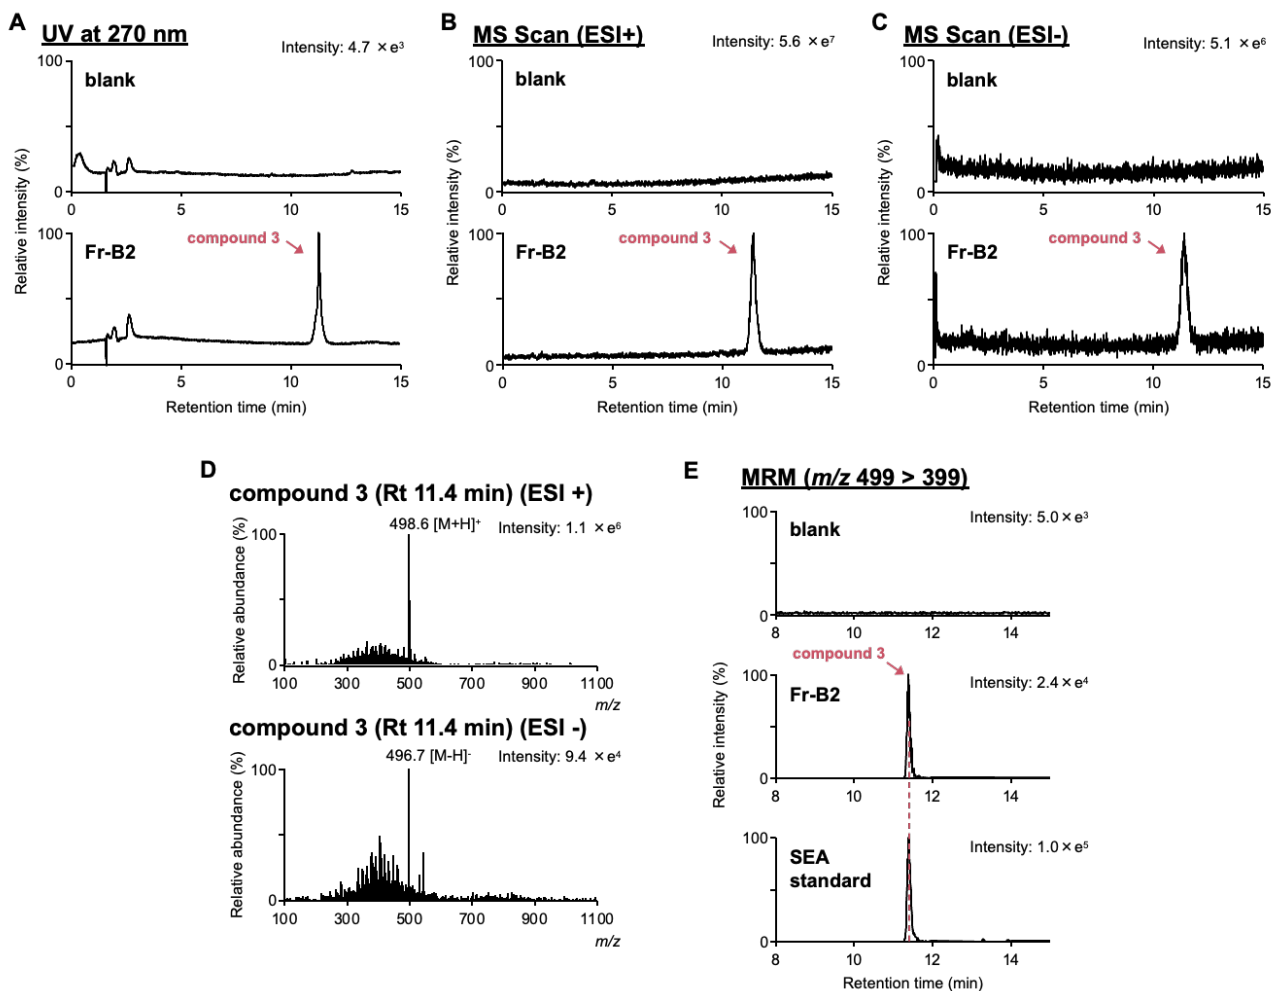 A
UV at 270 nm
Intensity: 4.7 ×e³
100
blank
0
0 5 10 15
Relative intensity (%)
100
compound 3
Fr-B2
0
0 5 10 15
Retention time (min)
B
MS Scan (ESI+)
Intensity: 5.6 ×e⁷
100
blank
0
0 5 10 15
Relative intensity (%)
100
compound 3
Fr-B2
0
0 5 10 15
Retention time (min)
C
MS Scan (ESI-)
Intensity: 5.1 ×e⁶
100
blank
0
0 5 10 15
Relative intensity (%)
100
compound 3
Fr-B2
0
0 5 10 15
Retention time (min)
D
compound 3 (Rt 11.4 min) (ESI +)
498.6 [M+H]⁺
Intensity: 1.1 ×e⁶
Relative abundance (%)
100
0
100 300 500 700 900 1100
m/z
compound 3 (Rt 11.4 min) (ESI -)
496.7 [M-H]⁻
Intensity: 9.4 ×e⁴
Relative abundance (%)
100
0
100 300 500 700 900 1100
m/z
E
MRM (m/z 499 > 399)
Intensity: 5.0×e³
100
blank
0
8 10 12 14
compound 3
Intensity: 2.4×e⁴
Relative intensity (%)
100
Fr-B2
0
8 10 12 14
Intensity: 1.0×e⁵
100
SEA
standard
0
8 10 12 14
Retention time (min)